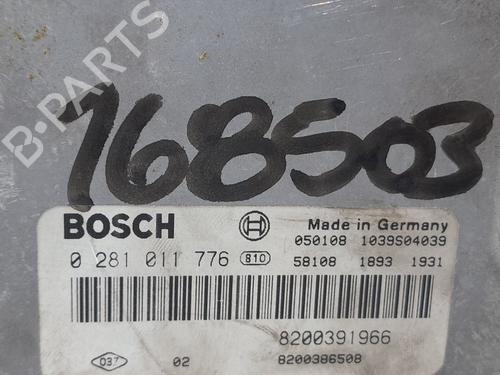 B-PARTS
768503
BOSCH
Made in Germany
050108 1039S04039
0 281 011 776 810
58108 1893 1931
8200391966
037 02 8200386508